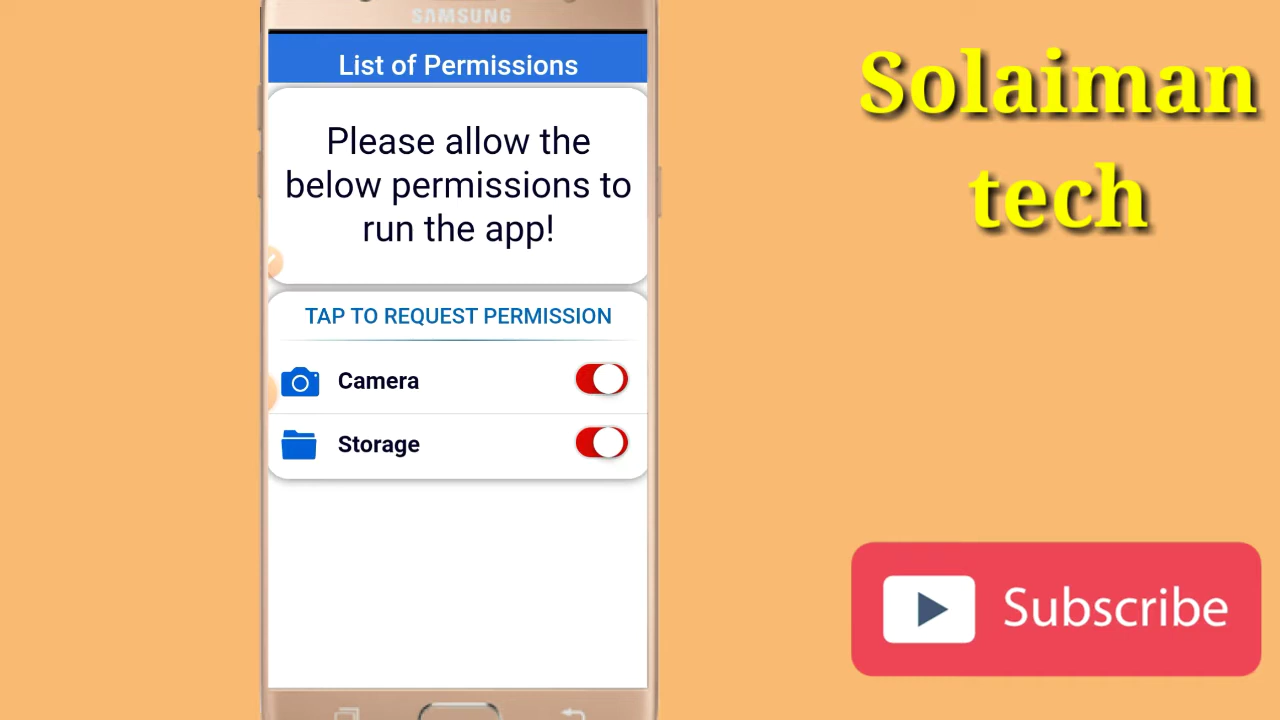 SAMSUNG
List of Permissions
Please allow the
below permissions to
run the app!
TAP TO REQUEST PERMISSION
Camera
Storage
Solaiman
tech
Subscribe